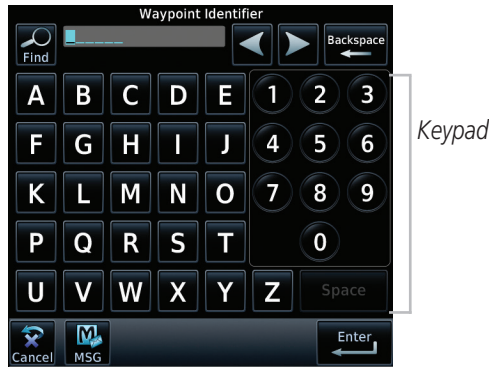 Waypoint Identifier
Find
Backspace
A B C D E 1 2 3
F G H I J 4 5 6
K L M N O 7 8 9
P Q R S T 0
U V W X Y Z Space
Keypad
Cancel MSG Enter